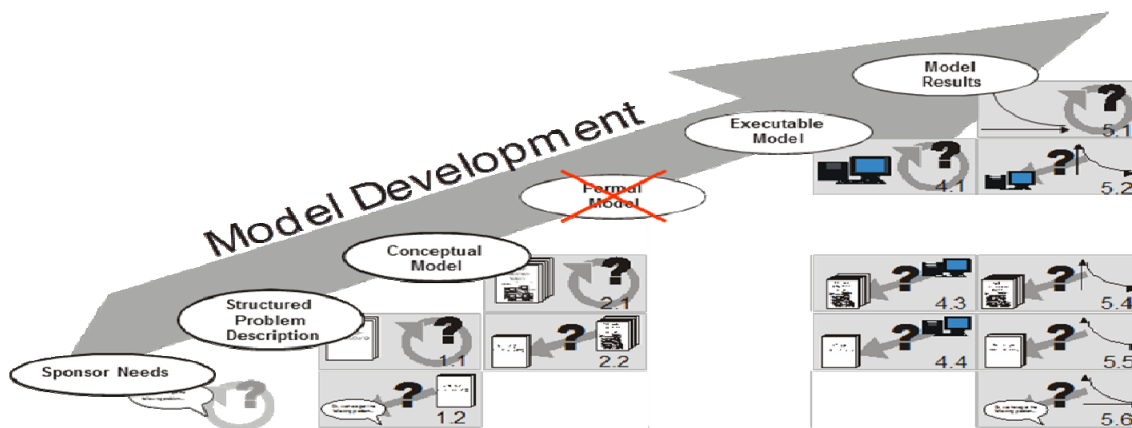 Model
Results
?
5.1
Executable
Model
?
4.1
?
5.2
Model Development
Formal
Model
Conceptual
Model
?
2.1
?
4.3
?
5.4
Structured
Problem
Description
?
1.1
?
2.2
?
4.4
?
5.5
Sponsor Needs
?
?
1.2
?
5.6